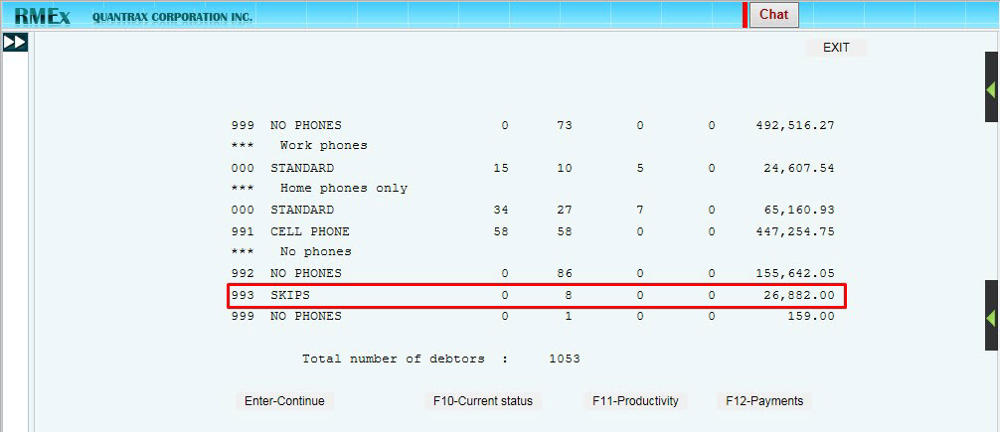 RMEx QUANTRAX CORPORATION INC. Chat
EXIT
999 NO PHONES 0 73 0 0 492,516.27
*** Work phones
000 STANDARD 15 10 5 0 24,607.54
*** Home phones only
000 STANDARD 34 27 7 0 65,160.93
991 CELL PHONE 58 58 0 0 447,254.75
*** No phones
992 NO PHONES 0 86 0 0 155,642.05
993 SKIPS 0 8 0 0 26,882.00
999 NO PHONES 0 1 0 0 159.00
Total number of debtors : 1053
Enter-Continue F10-Current status F11-Productivity F12-Payments